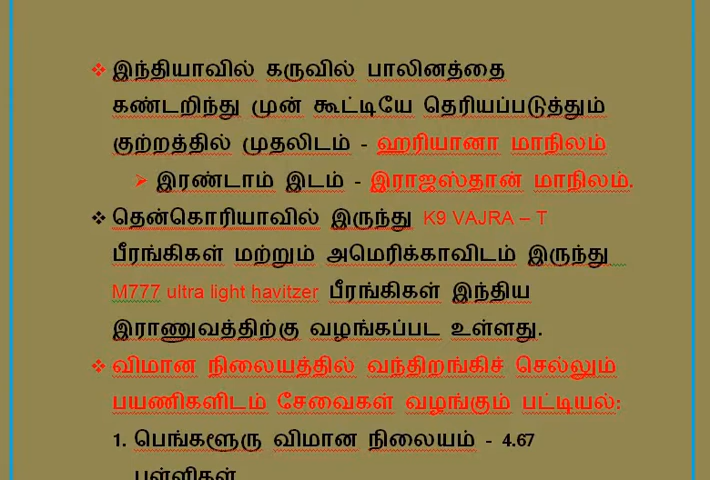 ❖ இந்தியாவில் கருவில் பாலினத்தை
கண்டறிந்து முன் கூட்டியே தெரியப்படுத்தும்
குற்றத்தில் முதலிடம் - ஹரியானா மாநிலம்
➢ இரண்டாம் இடம் - இராஜஸ்தான் மாநிலம்.
❖ தென்கொரியாவில் இருந்து K9 VAJRA – T
பீரங்கிகள் மற்றும் அமெரிக்காவிடம் இருந்து
M777 ultra light havitzer பீரங்கிகள் இந்திய
இராணுவத்திற்கு வழங்கப்பட உள்ளது.
❖ விமான நிலையத்தில் வந்திறங்கிச் செல்லும்
பயணிகளிடம் சேவைகள் வழங்கும் பட்டியல்:
1. பெங்களூரு விமான நிலையம் - 4.67
புள்ளிகள்